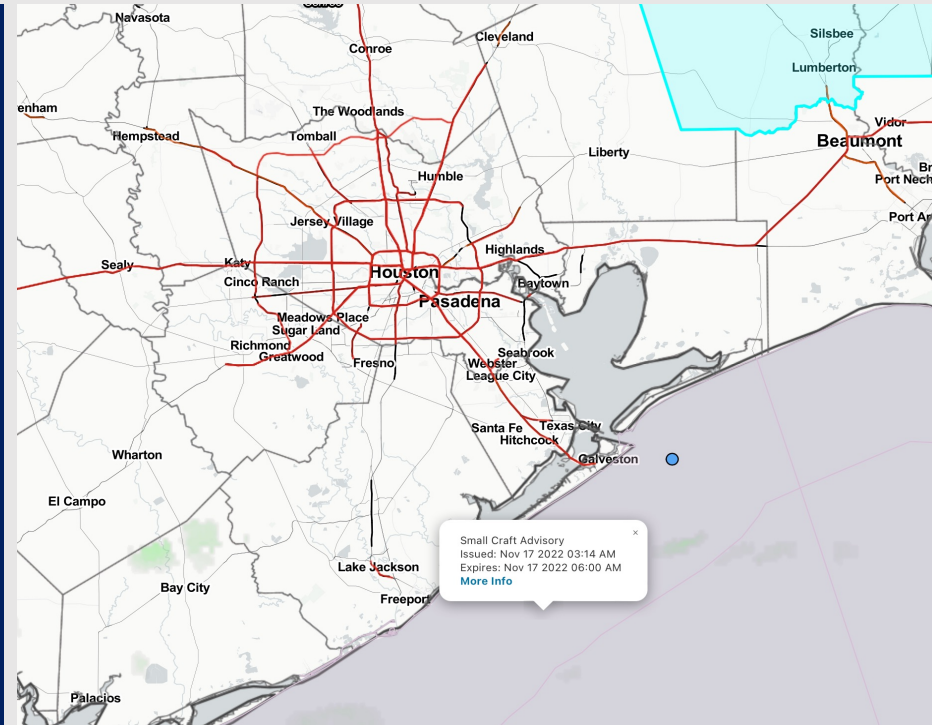 Navasota
Cleveland
Conroe
Silsbee
Lumberton
enham
The Woodlands
Hempstead
Tomball
Vidor
Beaumont
Liberty
Humble
Br
Port Nech
Jersey Village
Port Ar
Highlands
Sealy
Katy
Houston
Cinco Ranch
Baytown
Pasadena
Meadows Place
Sugar Land
Richmond
Greatwood
Seabrook
Fresno
Webster
League City
Santa Fe
Texas City
Hitchcock
Wharton
Galveston
El Campo
×
Small Craft Advisory
Issued: Nov 17 2022 03:14 AM
Expires: Nov 17 2022 06:00 AM
More Info
Lake Jackson
Bay City
Freeport
Palacios